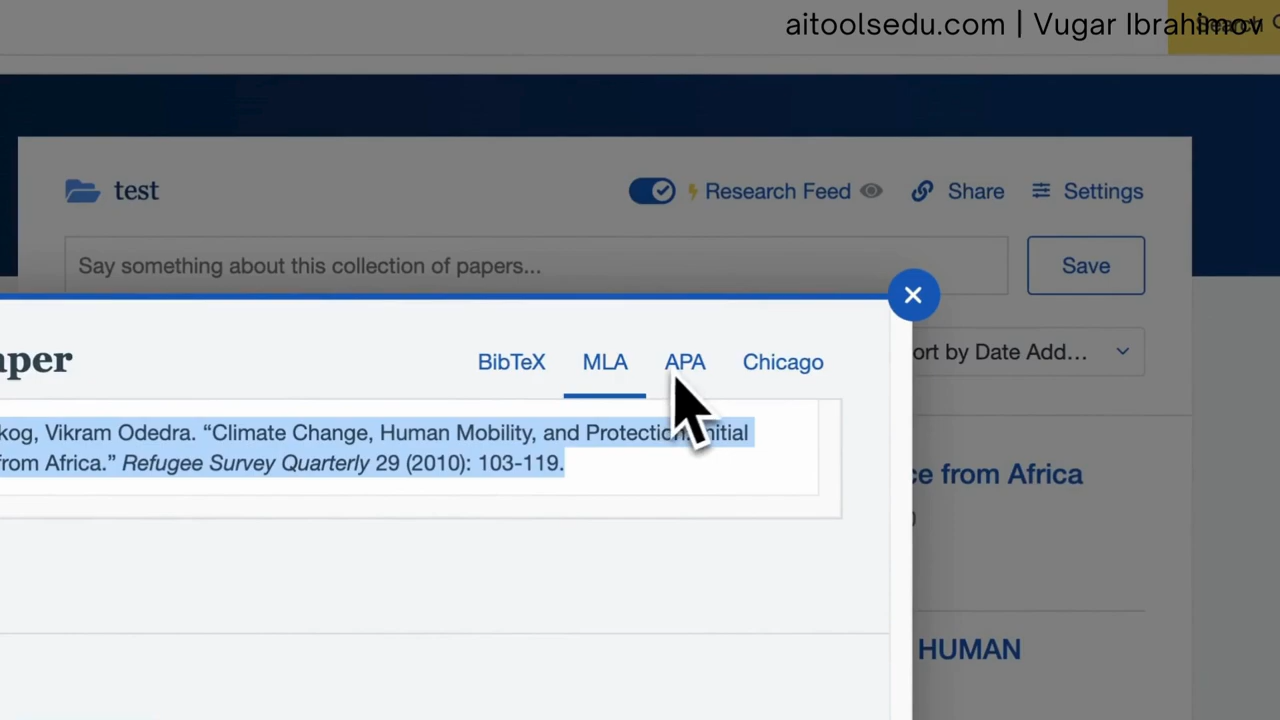 aitoolsedu.com | Vugar Ibrahimov
Search
test
Research Feed
Share
Settings
Say something about this collection of papers...
Save
aper
BibTeX
MLA
APA
Chicago
ort by Date Add...
kog, Vikram Odedra. “Climate Change, Human Mobility, and Protection: Initial
from Africa.” Refugee Survey Quarterly 29 (2010): 103-119.
ce from Africa
HUMAN